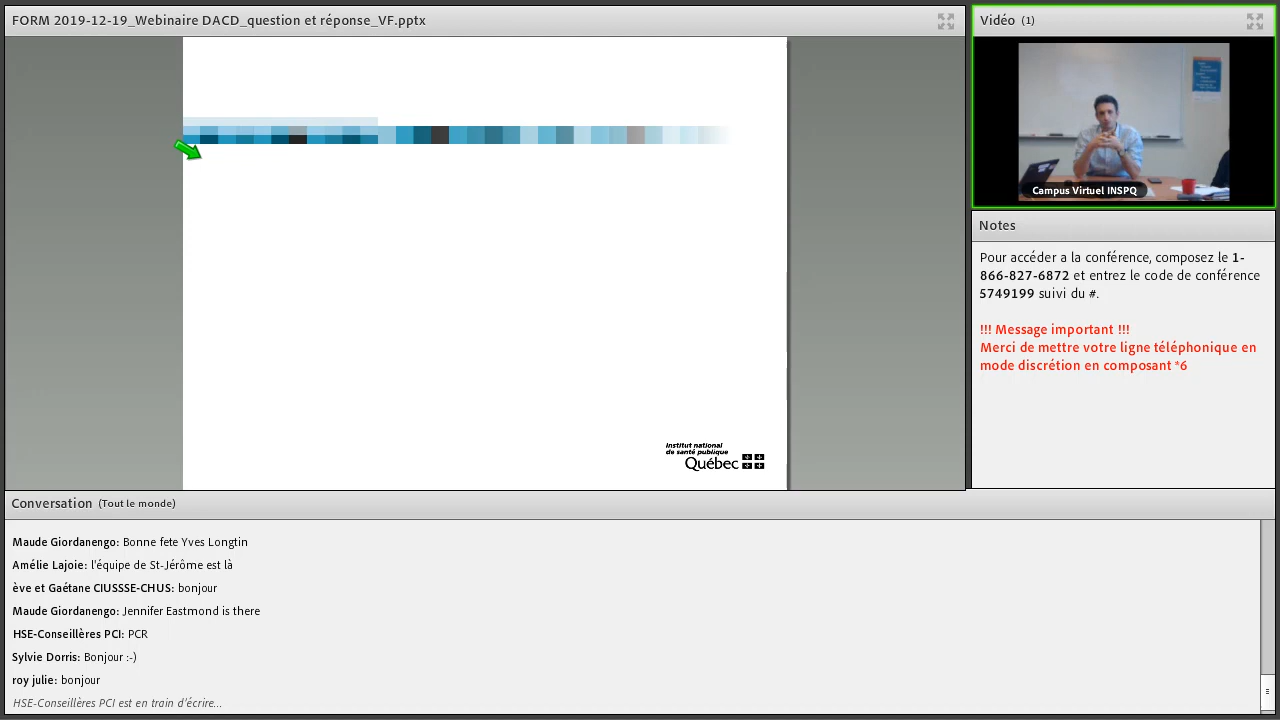 FORM 2019-12-19_Webinaire DACD_question et réponse_VF.pptx
Institut national
de santé publique
Québec
Vidéo (1)
Campus Virtuel INSPQ
Notes
Pour accéder a la conférence, composez le 1-
866-827-6872 et entrez le code de conférence
5749199 suivi du #.
!!! Message important !!!
Merci de mettre votre ligne téléphonique en
mode discrétion en composant *6
Conversation (Tout le monde)
Maude Giordanengo: Bonne fete Yves Longtin
Amélie Lajoie: l'équipe de St-Jérôme est là
ève et Gaétane CIUSSSE-CHUS: bonjour
Maude Giordanengo: Jennifer Eastmond is there
HSE-Conseillères PCI: PCR
Sylvie Dorris: Bonjour :-)
roy julie: bonjour
HSE-Conseillères PCI est en train d'écrire...